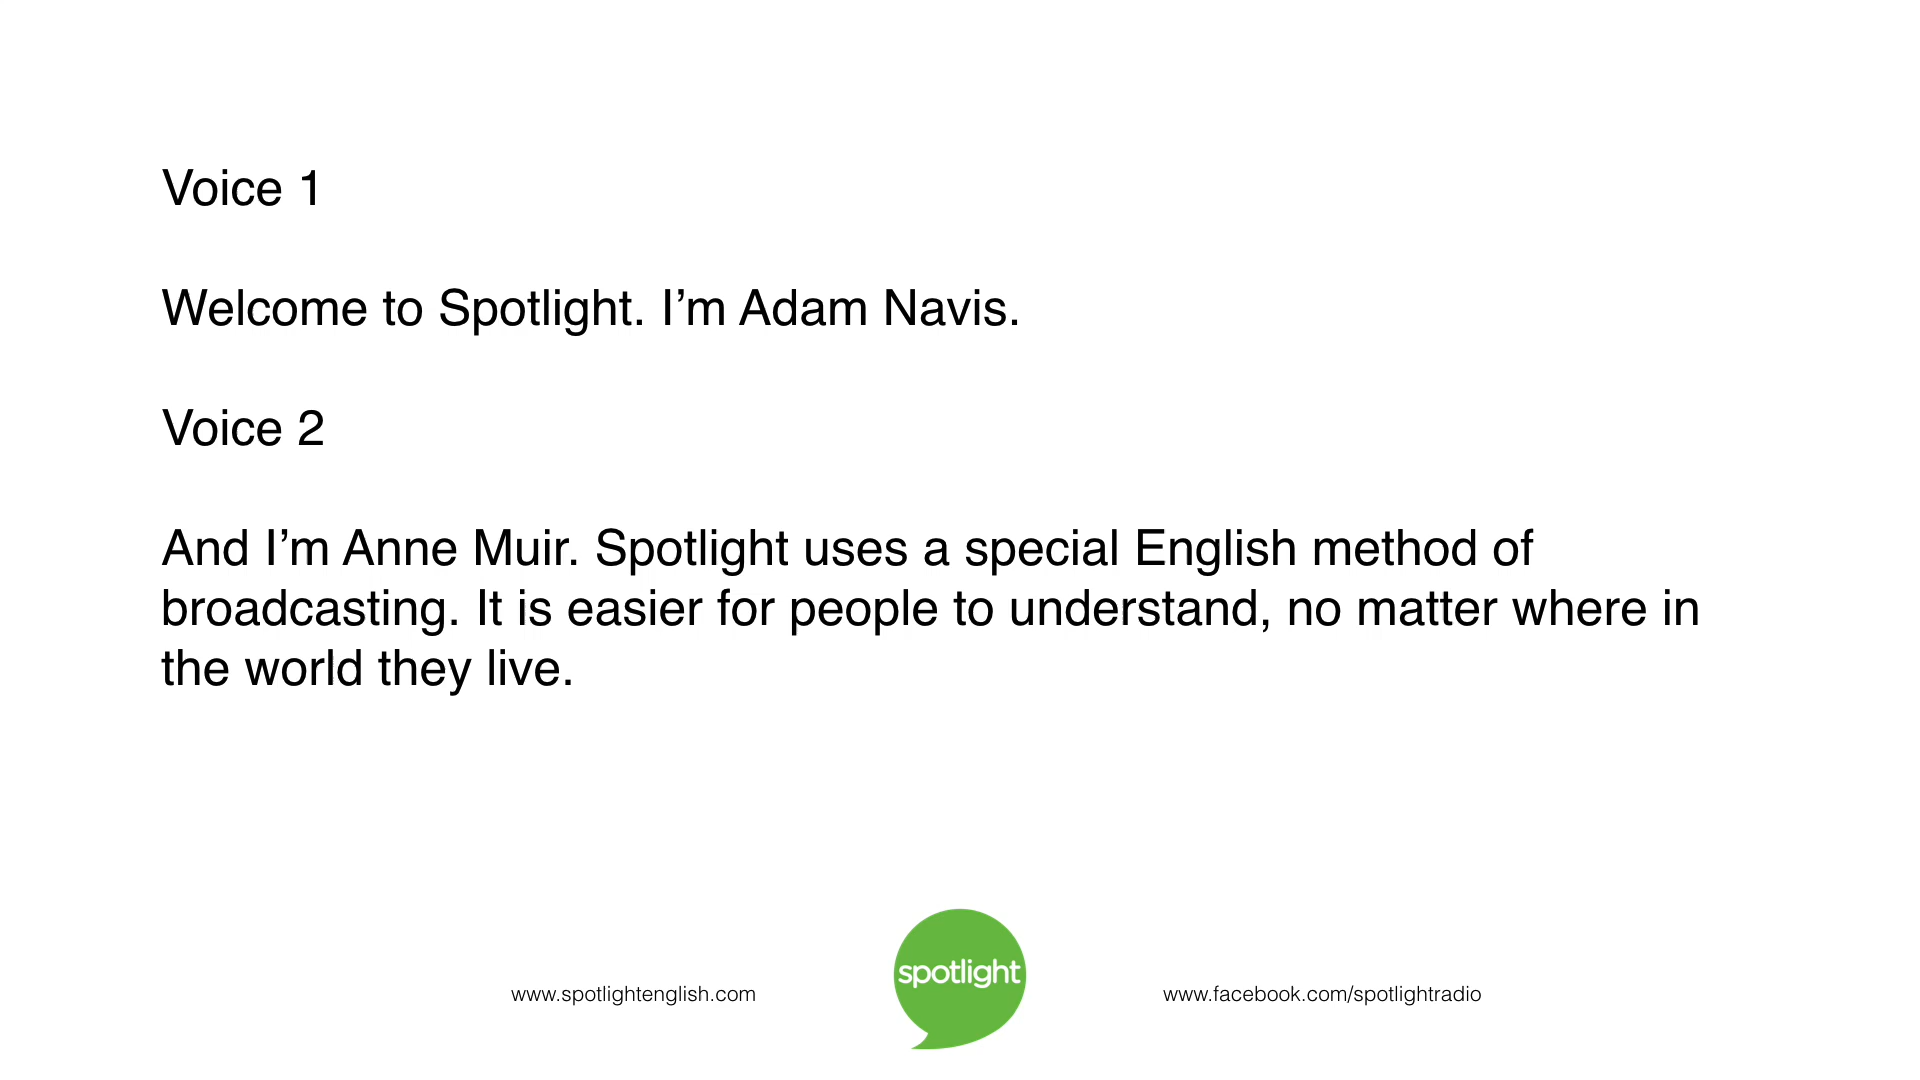 Voice 1
Welcome to Spotlight. I’m Adam Navis.
Voice 2
And I’m Anne Muir. Spotlight uses a special English method of
broadcasting. It is easier for people to understand, no matter where in
the world they live.
www.spotlightenglish.com
spotlight
www.facebook.com/spotlightradio